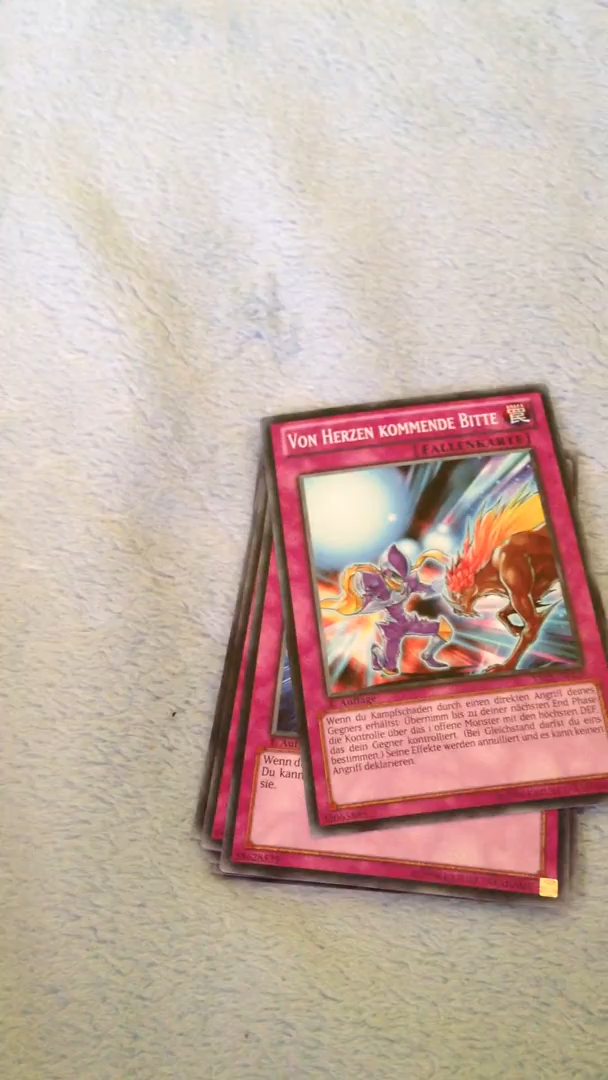 VON HERZEN KOMMENDE BITTE
FALLENKARTE
1. Auflage
Wenn du Kampfschaden durch einen direkten Angriff deines
Gegners erhältst: Übernimm bis zu deiner nächsten End Phase
die Kontrolle über das 1 offene Monster mit den höchsten DEF,
das dein Gegner kontrolliert. (Bei Gleichstand darfst du eins
bestimmen.) Seine Effekte werden annulliert und es kann keinen
Angriff deklarieren.
Wenn d
Du kann
sie.